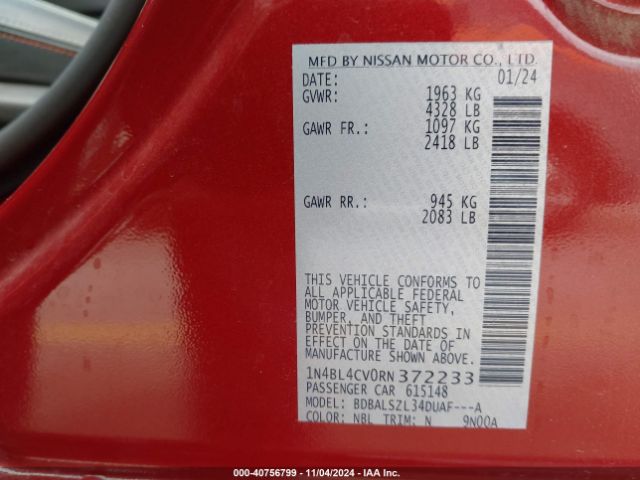 MFD BY NISSAN MOTOR CO., LTD.
DATE: 01/24
GVWR: 1963 KG
4328 LB
GAWR FR.: 1097 KG
2418 LB
GAWR RR.: 945 KG
2083 LB
THIS VEHICLE CONFORMS TO
ALL APPLICABLE FEDERAL
MOTOR VEHICLE SAFETY,
BUMPER, AND THEFT
PREVENTION STANDARDS IN
EFFECT ON THE DATE OF
MANUFACTURE SHOWN ABOVE.
1N4BL4CV0RN372233
PASSENGER CAR 615148
MODEL: BDBALSZL34DUAF---A
COLOR: NBL TRIM: N 9N00A
000-40756799 - 11/04/2024 - IAA Inc.